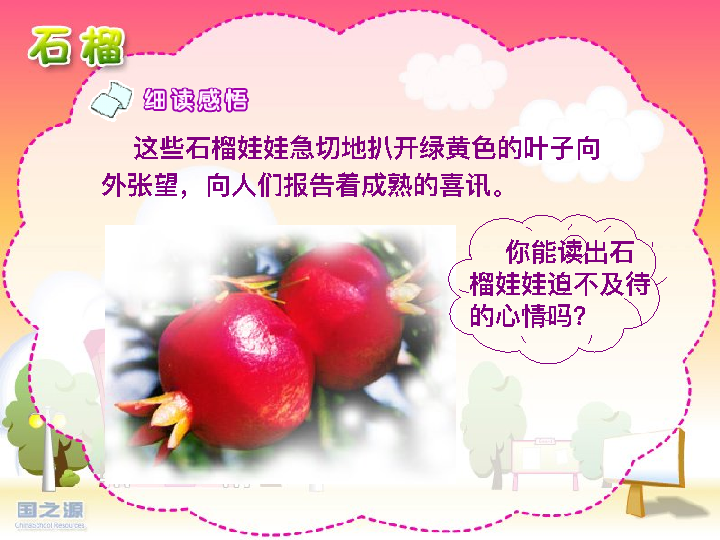 石榴
细读感悟
这些石榴娃娃急切地扒开绿黄色的叶子向
外张望，向人们报告着成熟的喜讯。
你能读出石
榴娃娃迫不及待
的心情吗?
国之源